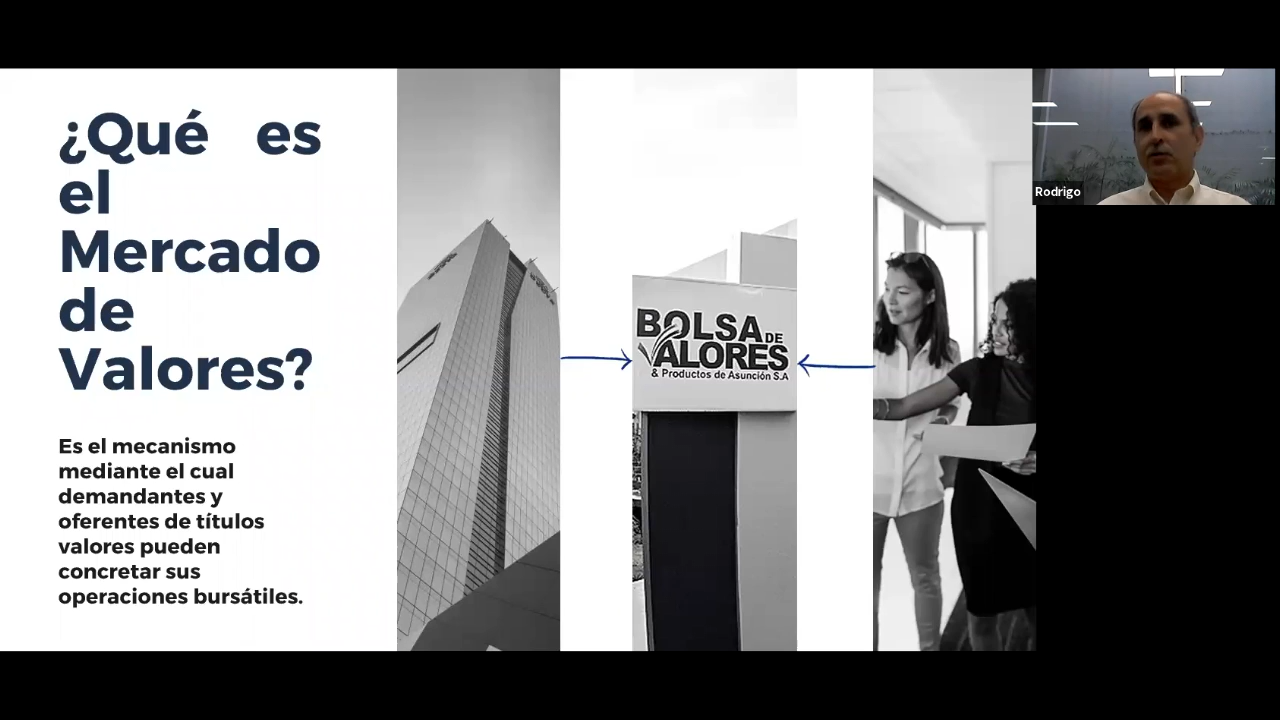 ¿Qué es
el
Mercado
de
Valores?
Es el mecanismo
mediante el cual
demandantes y
oferentes de títulos
valores pueden
concretar sus
operaciones bursátiles.
BOLSA DE
VALORES
& Productos de Asunción S.A
Rodrigo